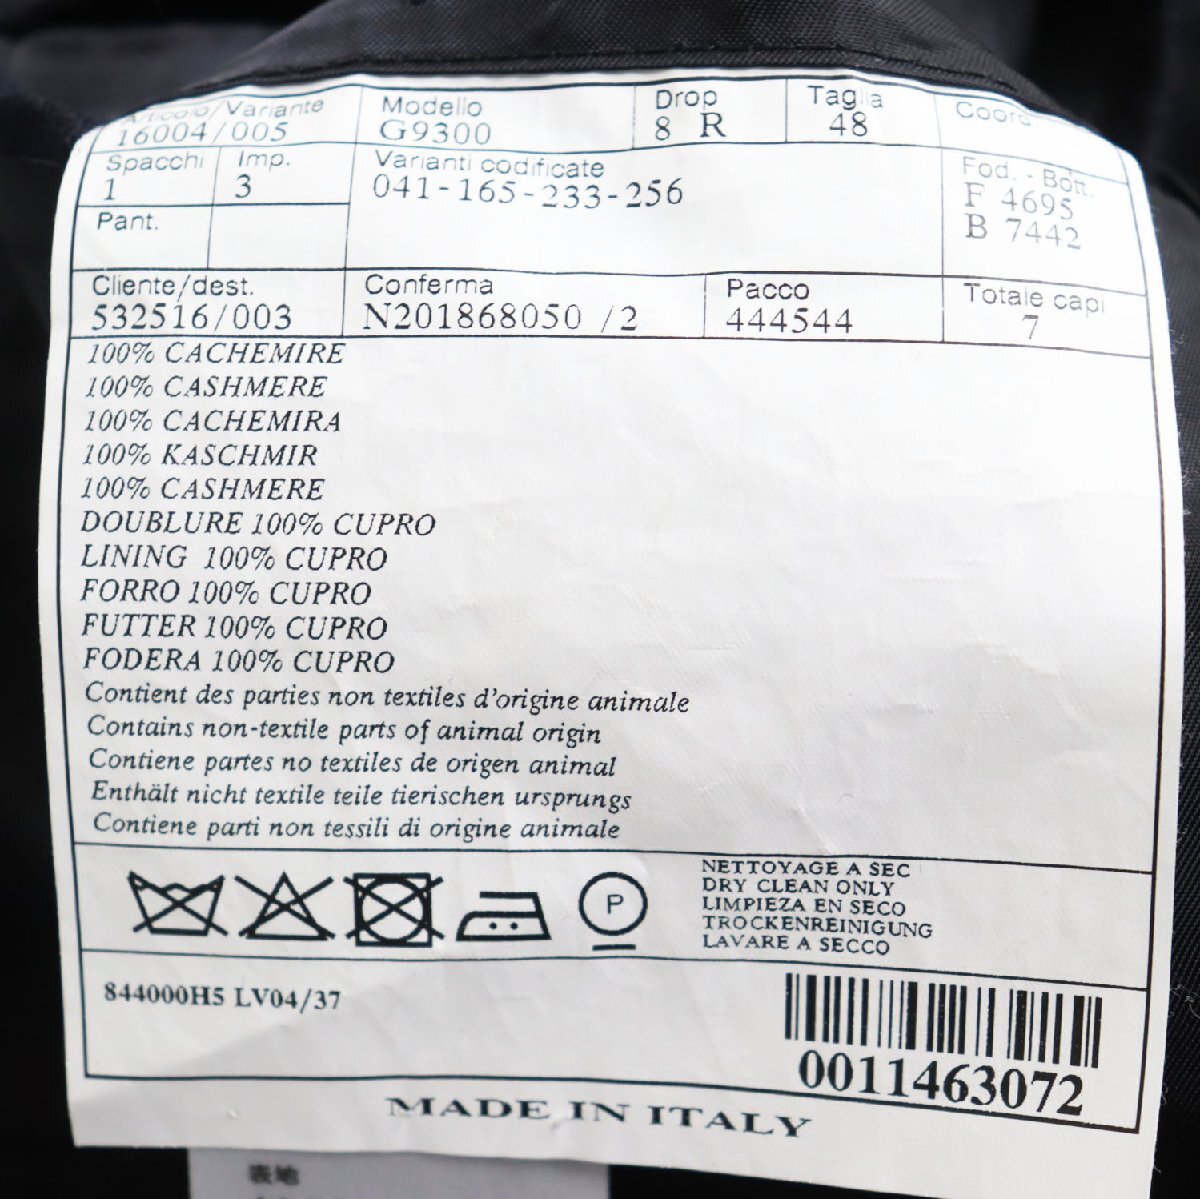 Articolo/Variante
16004/005
Modello
G9300
Drop
8 R
Taglia
48
Coord.
Spacchi
1
Imp.
3
Varianti codificate
041-165-233-256
Fod. - Bott.
F 4695
B 7442
Pant.
Cliente/dest.
532516/003
Conferma
N201868050 /2
Pacco
444544
Totale capi
7
100% CACHEMIRE
100% CASHMERE
100% CACHEMIRA
100% KASCHMIR
100% CASHMERE
DOUBLURE 100% CUPRO
LINING 100% CUPRO
FORRO 100% CUPRO
FUTTER 100% CUPRO
FODERA 100% CUPRO
Contient des parties non textiles d'origine animale
Contains non-textile parts of animal origin
Contiene partes no textiles de origen animal
Enthält nicht textile teile tierischen ursprungs
Contiene parti non tessili di origine animale
P
NETTOYAGE A SEC
DRY CLEAN ONLY
LIMPIEZA EN SECO
TROCKENREINIGUNG
LAVARE A SECCO
844000H5 LV04/37
0011463072
MADE IN ITALY
表地